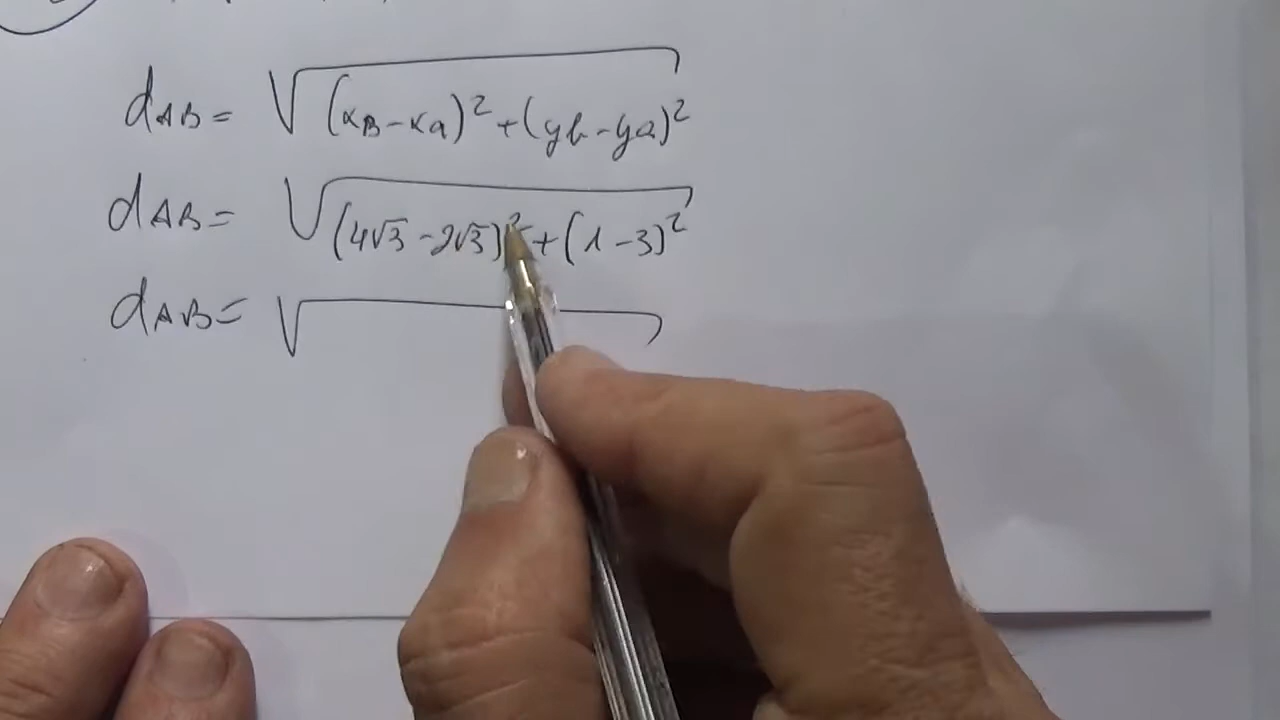 dAB = √(xB-xa)²+(yb-ya)²
dAB = √(4√3-2√3)²+(1-3)²
dAB = √